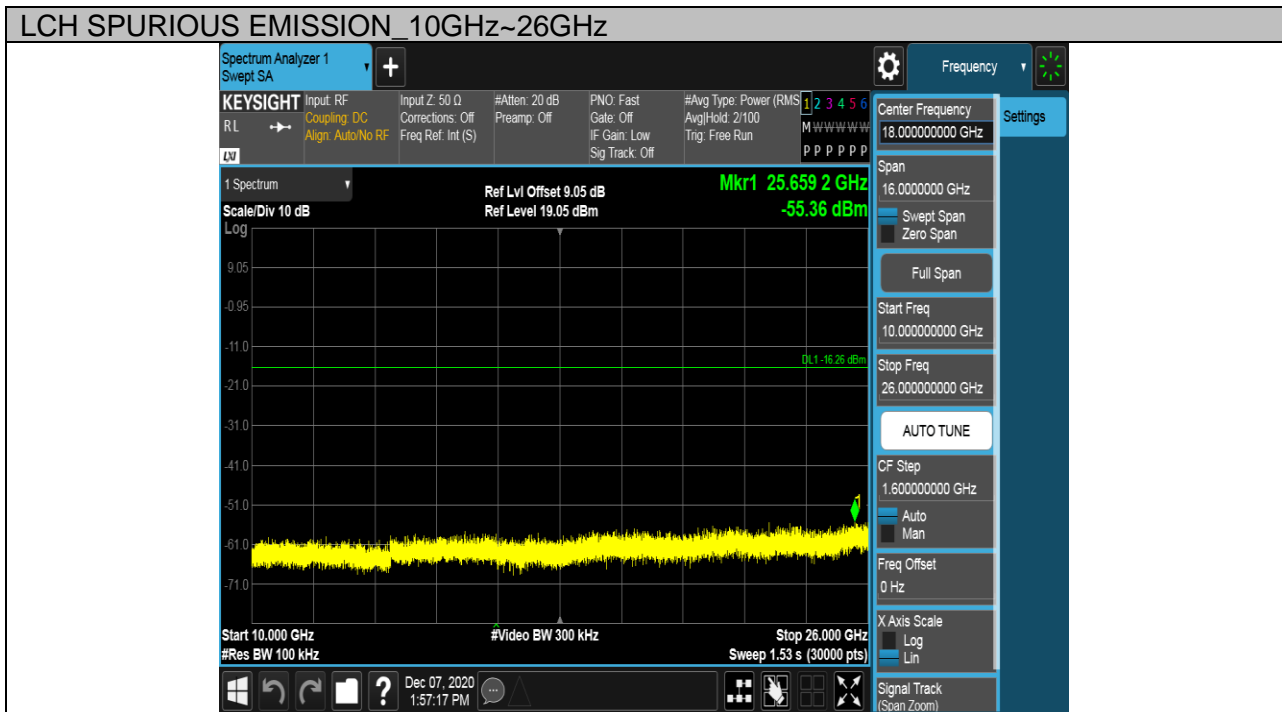 LCH SPURIOUS EMISSION_10GHz~26GHz
Spectrum Analyzer 1
Swept SA
Frequency
KEYSIGHT
RL
LXI
Input: RF
Coupling: DC
Align: Auto/No RF
Input Z: 50 Ω
Corrections: Off
Freq Ref: Int (S)
#Atten: 20 dB
Preamp: Off
PNO: Fast
Gate: Off
IF Gain: Low
Sig Track: Off
#Avg Type: Power (RMS
Avg|Hold: 2/100
Trig: Free Run
1 2 3 4 5 6
M W W W W W
P P P P P P
1 Spectrum
Scale/Div 10 dB
Log
Ref Lvl Offset 9.05 dB
Ref Level 19.05 dBm
Mkr1 25.659 2 GHz
-55.36 dBm
9.05
-0.95
-11.0
DL1 -16.26 dBm
-21.0
-31.0
-41.0
-51.0
1
-61.0
-71.0
Start 10.000 GHz
#Res BW 100 kHz
#Video BW 300 kHz
Stop 26.000 GHz
Sweep 1.53 s (30000 pts)
Dec 07, 2020
1:57:17 PM
Center Frequency
18.000000000 GHz
Settings
Span
16.0000000 GHz
Swept Span
Zero Span
Full Span
Start Freq
10.000000000 GHz
Stop Freq
26.000000000 GHz
AUTO TUNE
CF Step
1.600000000 GHz
Auto
Man
Freq Offset
0 Hz
X Axis Scale
Log
Lin
Signal Track
(Span Zoom)